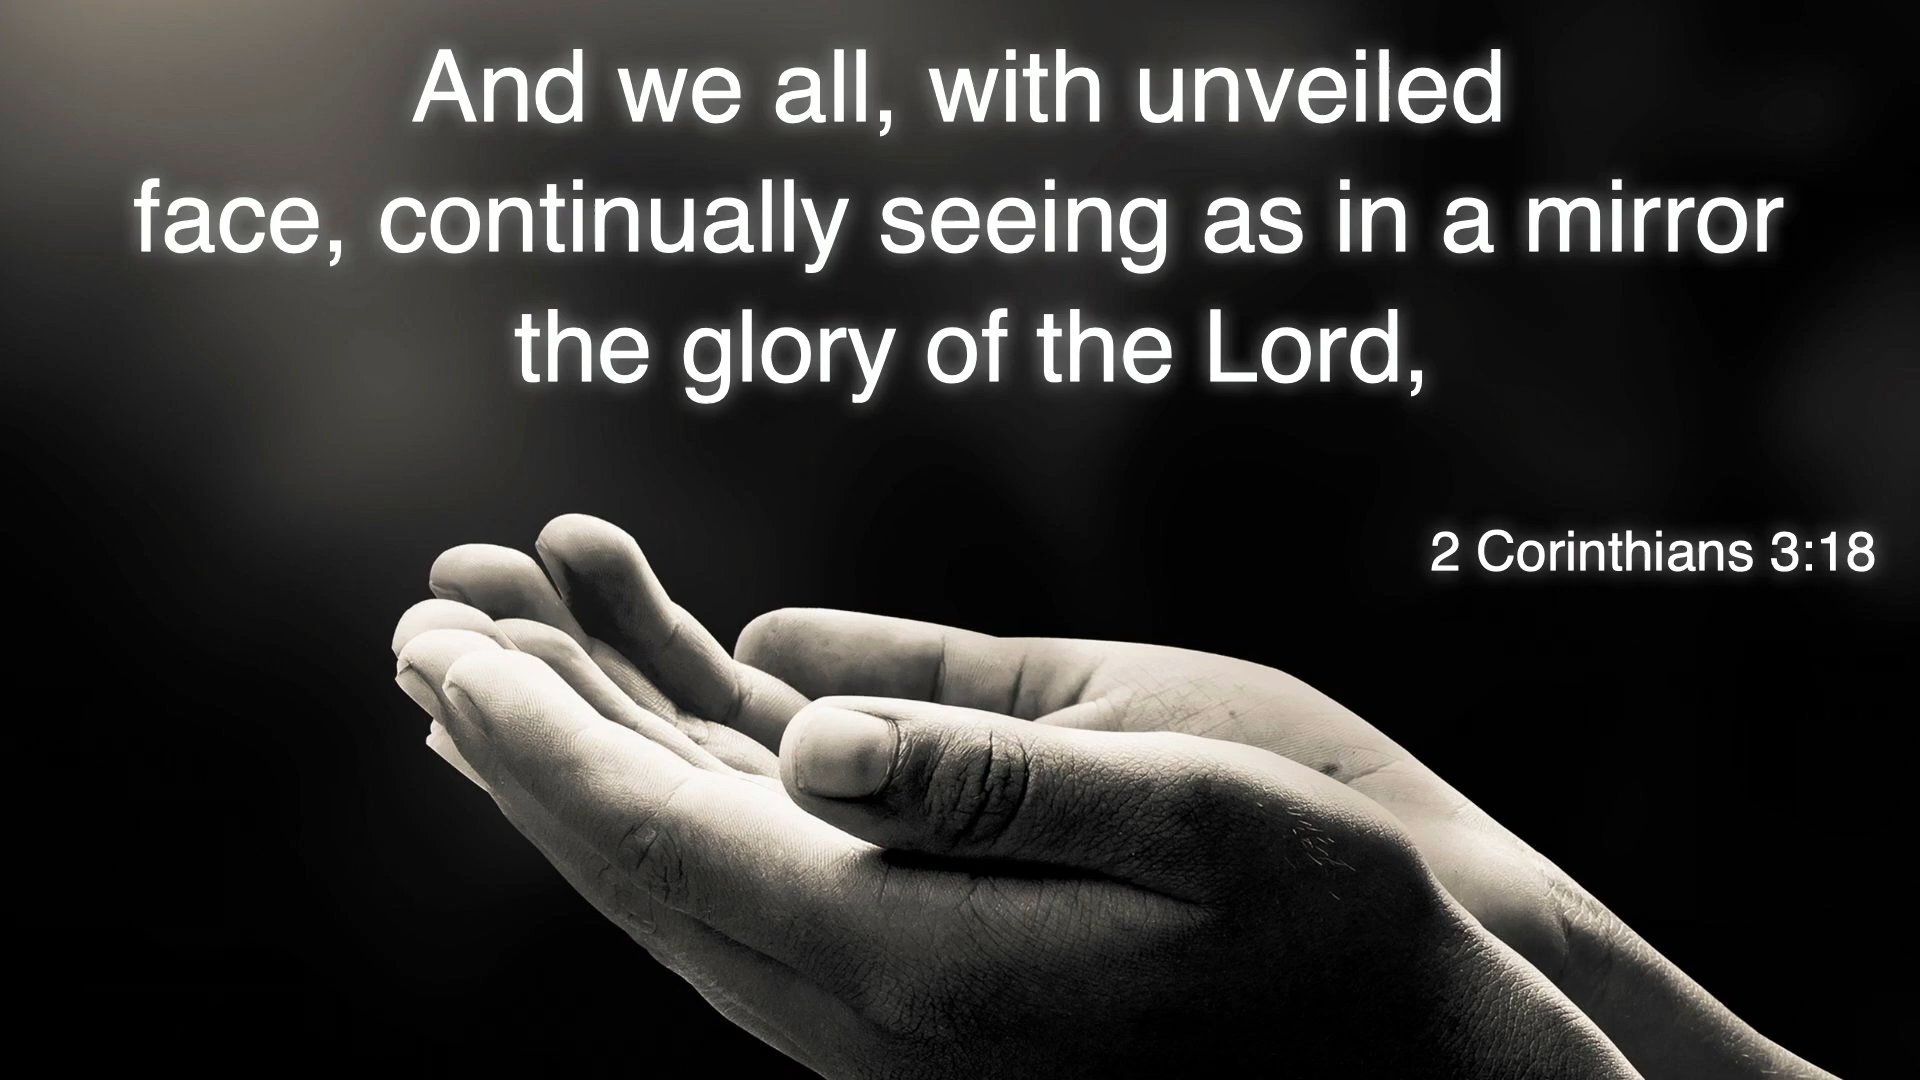 And we all, with unveiled
face, continually seeing as in a mirror
the glory of the Lord,
2 Corinthians 3:18